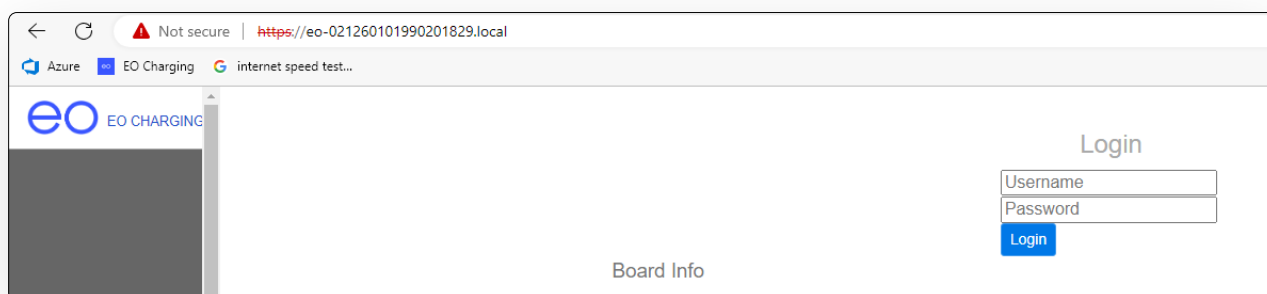 Not secure | https://eo-021260101990201829.local
Azure eo EO Charging G internet speed test...
eo EO CHARGING
Login
Username
Password
Login
Board Info